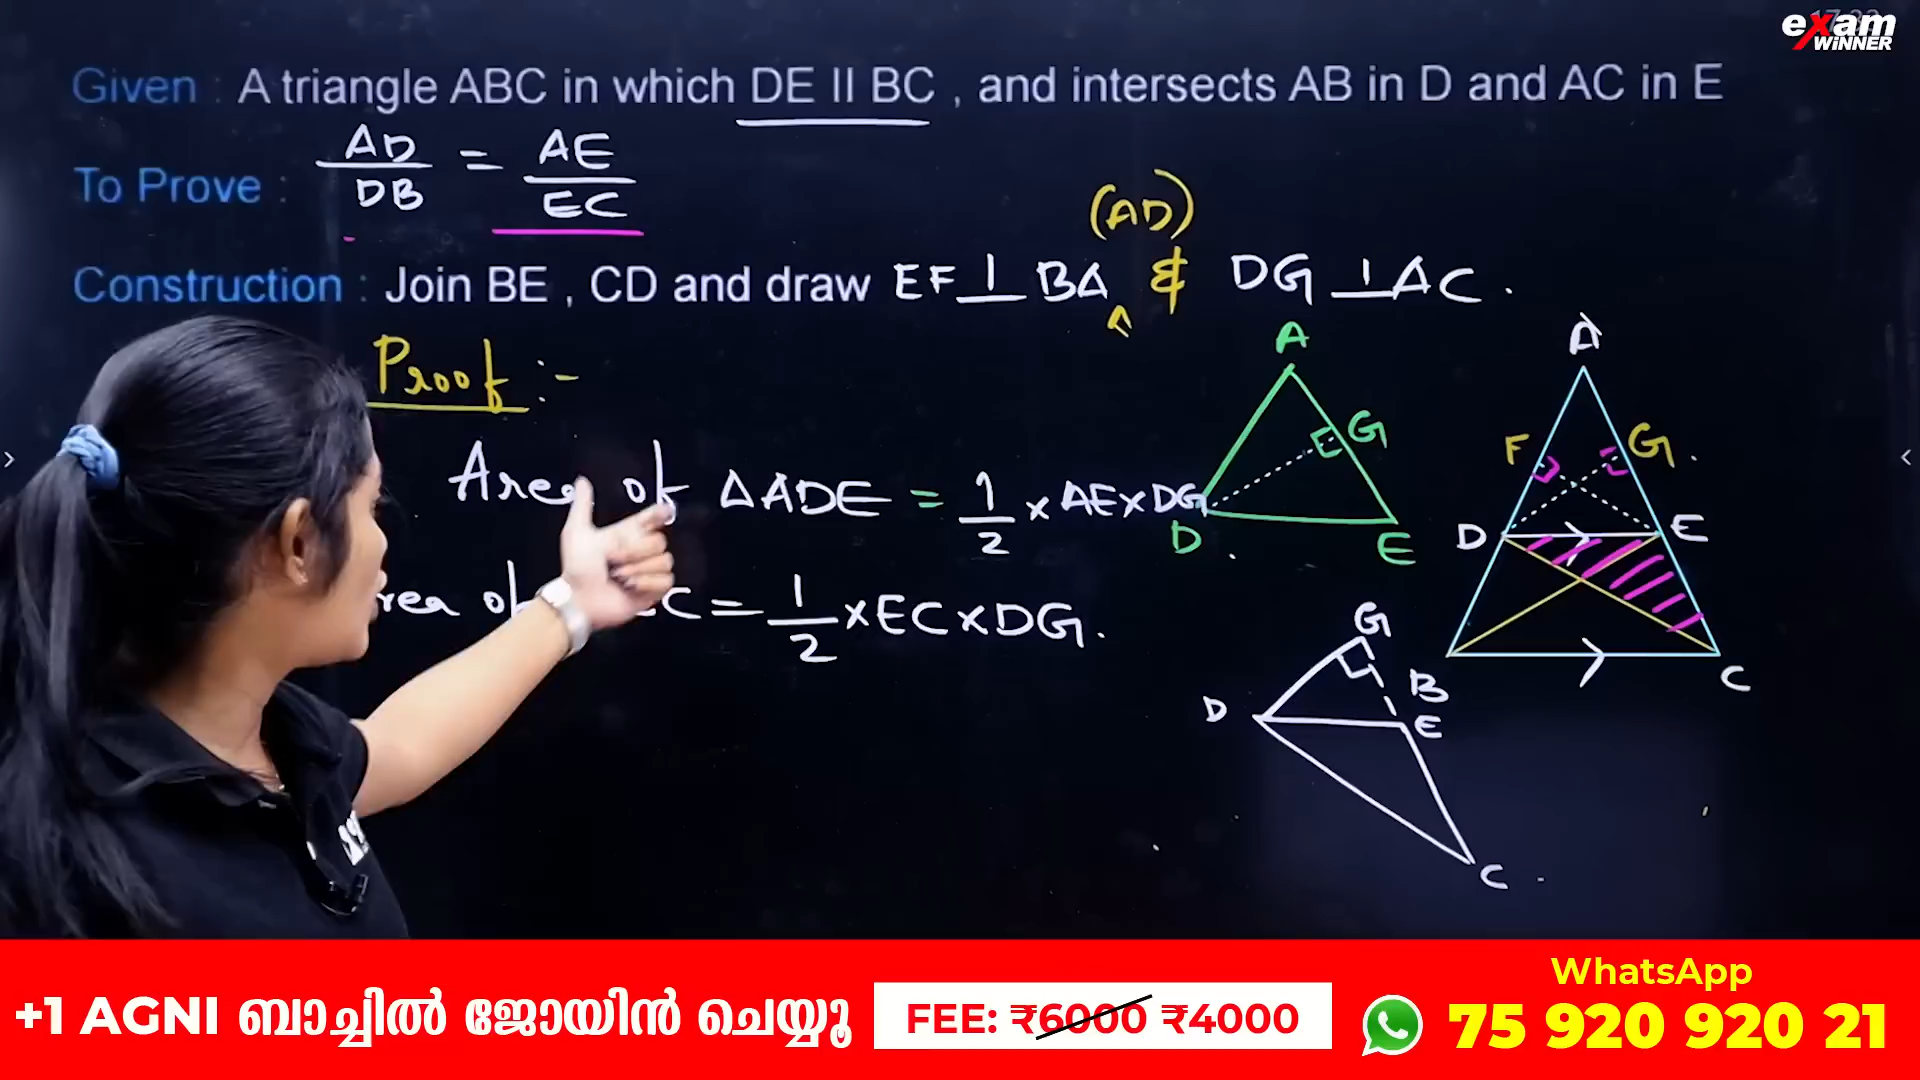 exam
WiNNER
Given : A triangle ABC in which DE II BC , and intersects AB in D and AC in E
To Prove : AD/DB = AE/EC
(AD)
Construction : Join BE , CD and draw EF ⊥ BA & DG ⊥ AC .
Proof :-
Area of ΔADE = 1/2 × AE × DG
rea of EC = 1/2 × EC × DG .
A
G
D
E
A
F
G
D
E
B
C
G
D
E
C
+1 AGNI ബാച്ചിൽ ജോയിൻ ചെയ്യൂ
FEE: ₹6000 ₹4000
WhatsApp
75 920 920 21